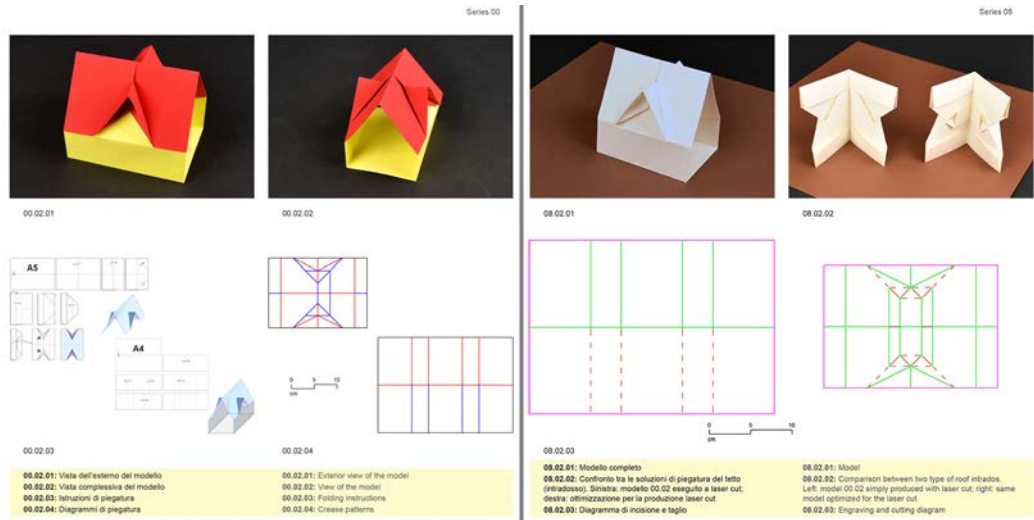 Series 00
00.02.01
00.02.02
A5
A4
0 5 10
cm
00.02.03
00.02.04
00.02.01: Vista dell'esterno del modello
00.02.02: Vista complessiva del modello
00.02.03: Istruzioni di piegatura
00.02.04: Diagrammi di piegatura
00.02.01: Exterior view of the model
00.02.02: View of the model
00.02.03: Folding instructions
00.02.04: Crease patterns
Series 08
08.02.01
08.02.02
0 5 10
cm
08.02.03
08.02.01: Modello completo
08.02.02: Confronto tra le soluzioni di piegatura del tetto
(intradosso). Sinistra: modello 00.02 eseguito a laser cut;
destra: ottimizzazione per la produzione laser cut
08.02.03: Diagramma di incisione e taglio
08.02.01: Model
08.02.02: Comparison between two type of roof intrados.
Left: model 00.02 simply produced with laser cut; right: same
model optimized for the laser cut
08.02.03: Engraving and cutting diagram